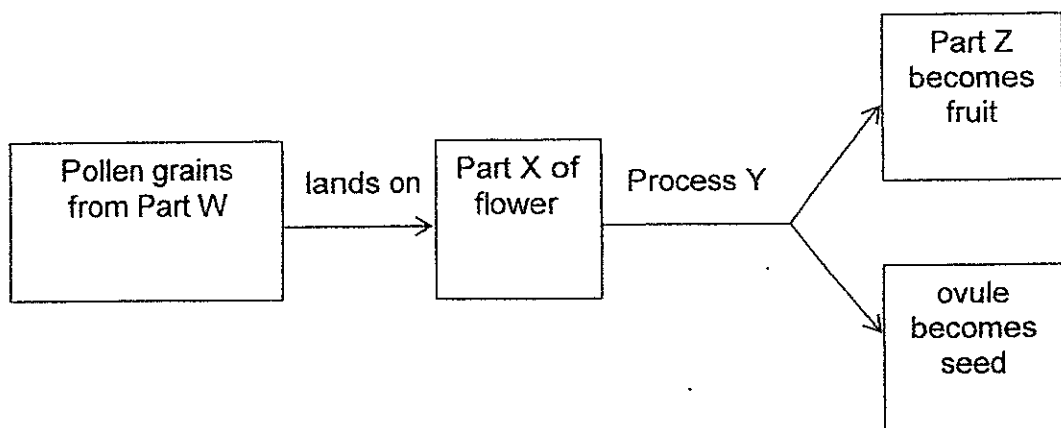 Pollen grains
from Part W
lands on
Part X of
flower
Process Y
Part Z
becomes
fruit
ovule
becomes
seed